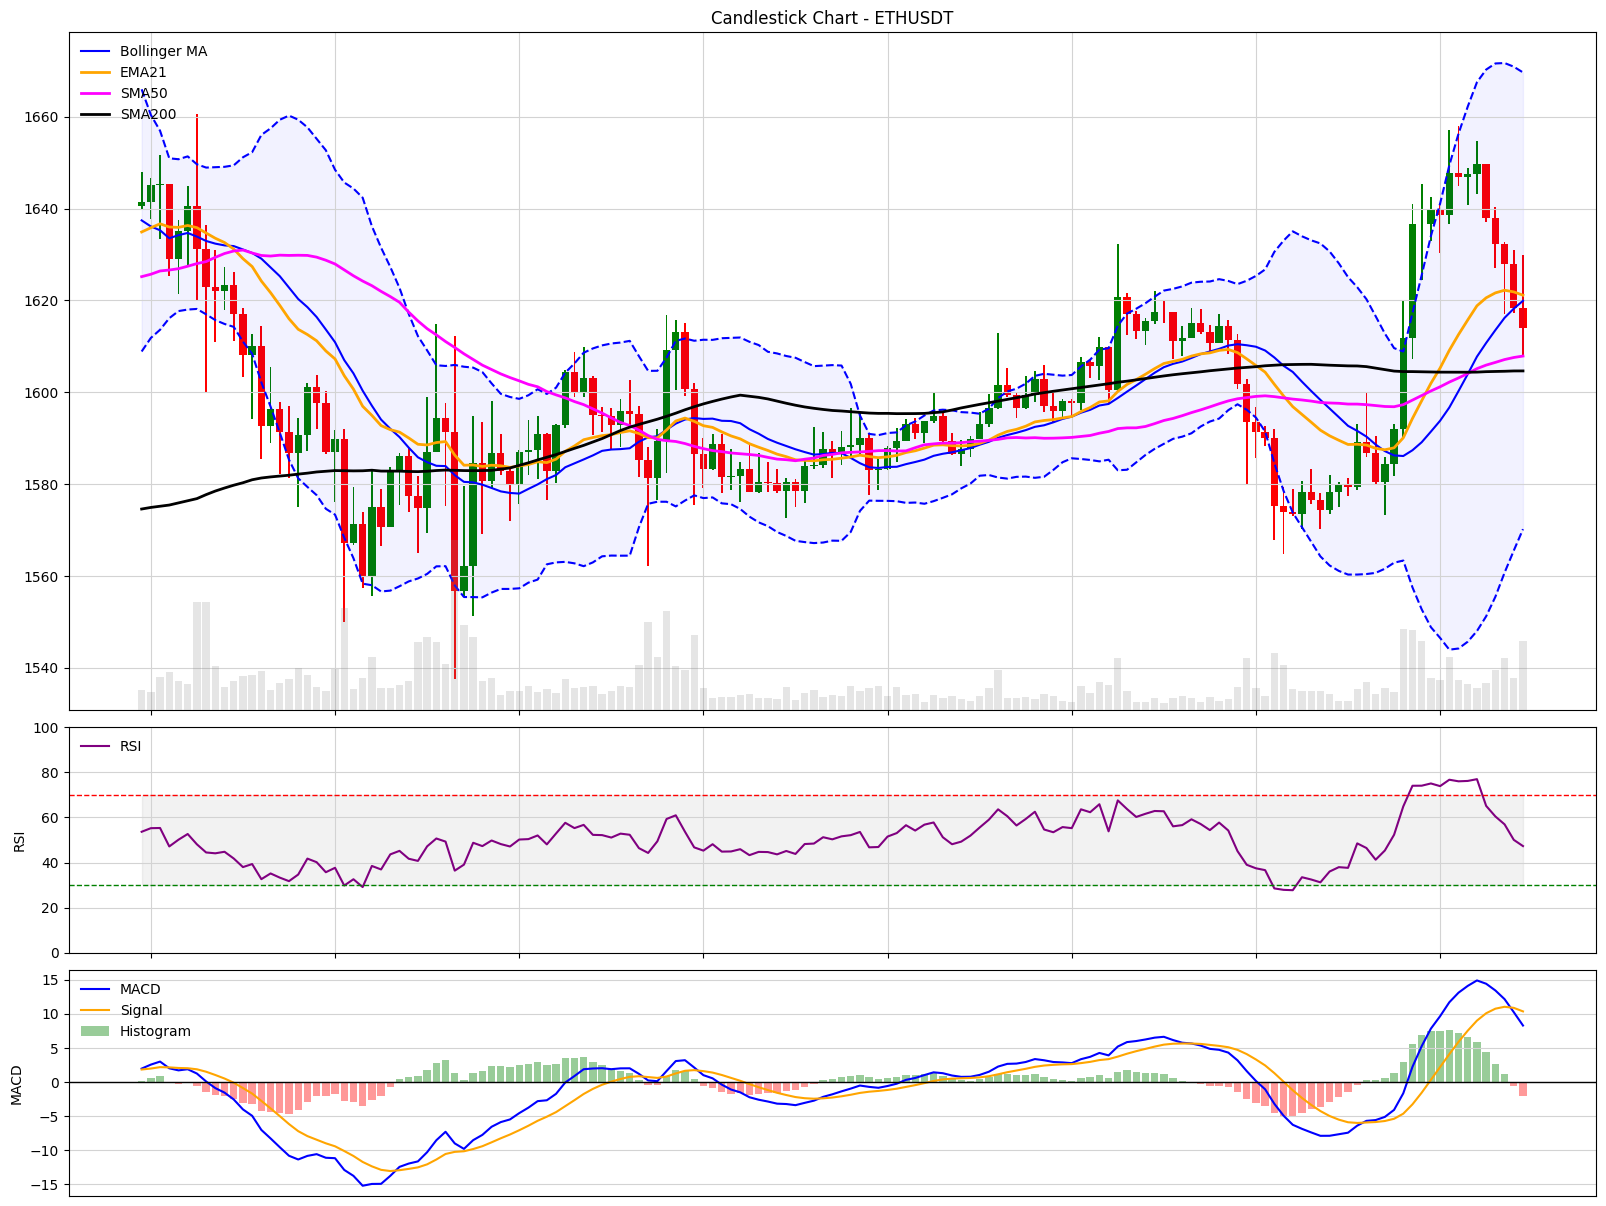 Candlestick Chart - ETHUSDT
Bollinger MA
EMA21
SMA50
SMA200
1660
1640
1620
1600
1580
1560
1540
RSI
100
80
60
40
20
0
RSI
MACD
Signal
Histogram
15
10
5
0
−5
−10
−15
MACD